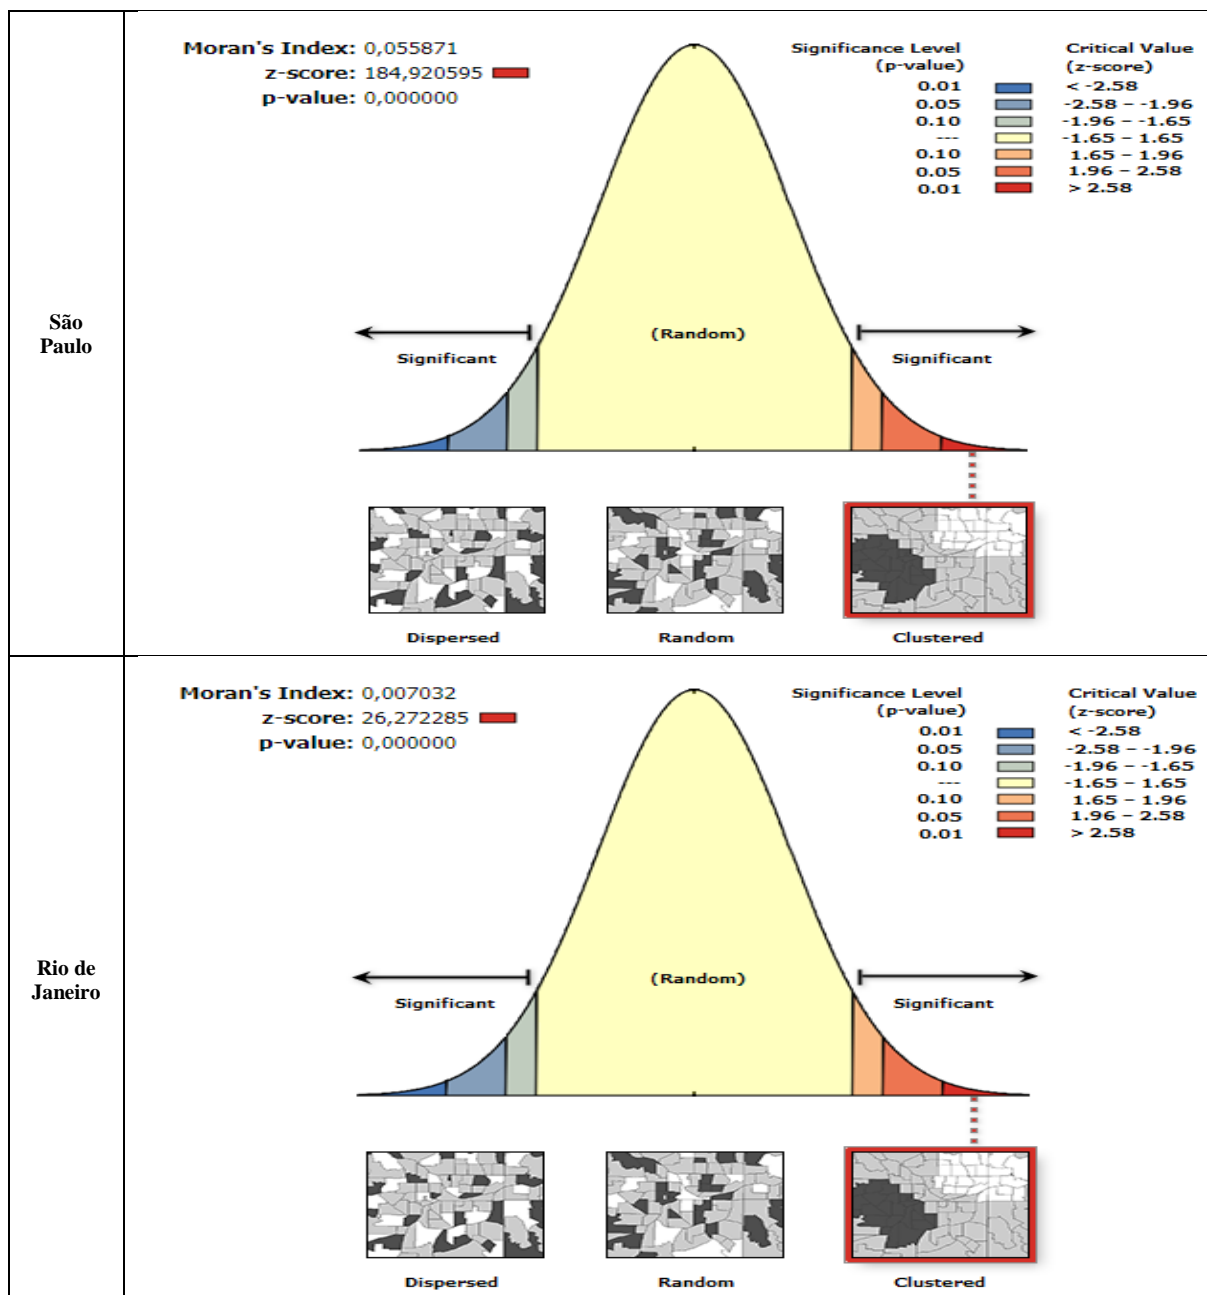 São
Paulo
Moran's Index: 0,055871
z-score: 184,920595
p-value: 0,000000
Significance Level
(p-value)
Critical Value
(z-score)
0.01 < -2.58
0.05 -2.58 – -1.96
0.10 -1.96 – -1.65
--- -1.65 – 1.65
0.10 1.65 – 1.96
0.05 1.96 – 2.58
0.01 > 2.58
(Random)
Significant Significant
Dispersed Random Clustered
Rio de
Janeiro
Moran's Index: 0,007032
z-score: 26,272285
p-value: 0,000000
Significance Level
(p-value)
Critical Value
(z-score)
0.01 < -2.58
0.05 -2.58 – -1.96
0.10 -1.96 – -1.65
--- -1.65 – 1.65
0.10 1.65 – 1.96
0.05 1.96 – 2.58
0.01 > 2.58
(Random)
Significant Significant
Dispersed Random Clustered